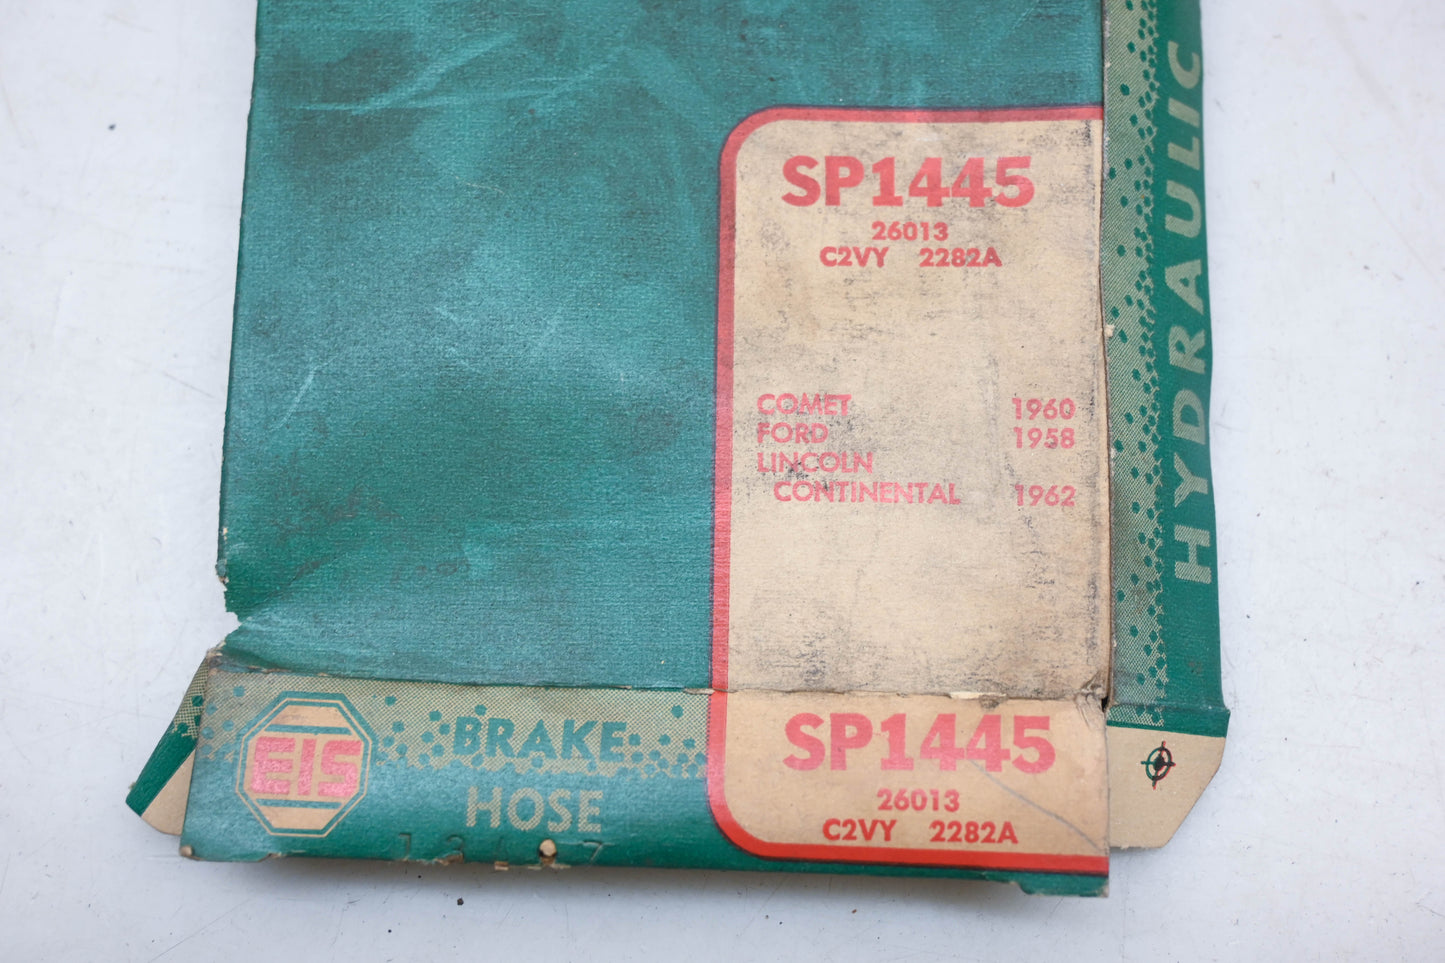 SP1445
26013
C2VY 2282A
COMET 1960
FORD 1958
LINCOLN
CONTINENTAL 1962
HYDRAULIC
EIS
BRAKE
HOSE
SP1445
26013
C2VY 2282A